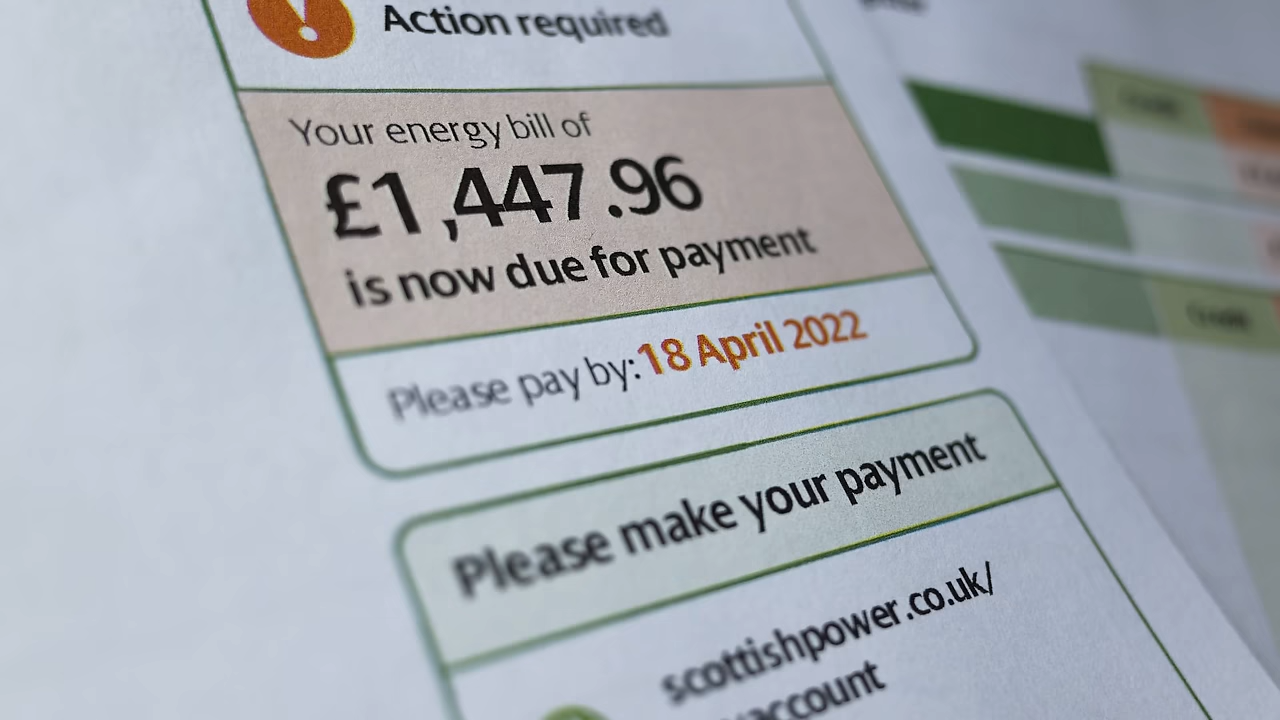 Action required
Your energy bill of
£1,447.96
is now due for payment
Please pay by: 18 April 2022
Please make your payment
scottishpower.co.uk/
account
Credit